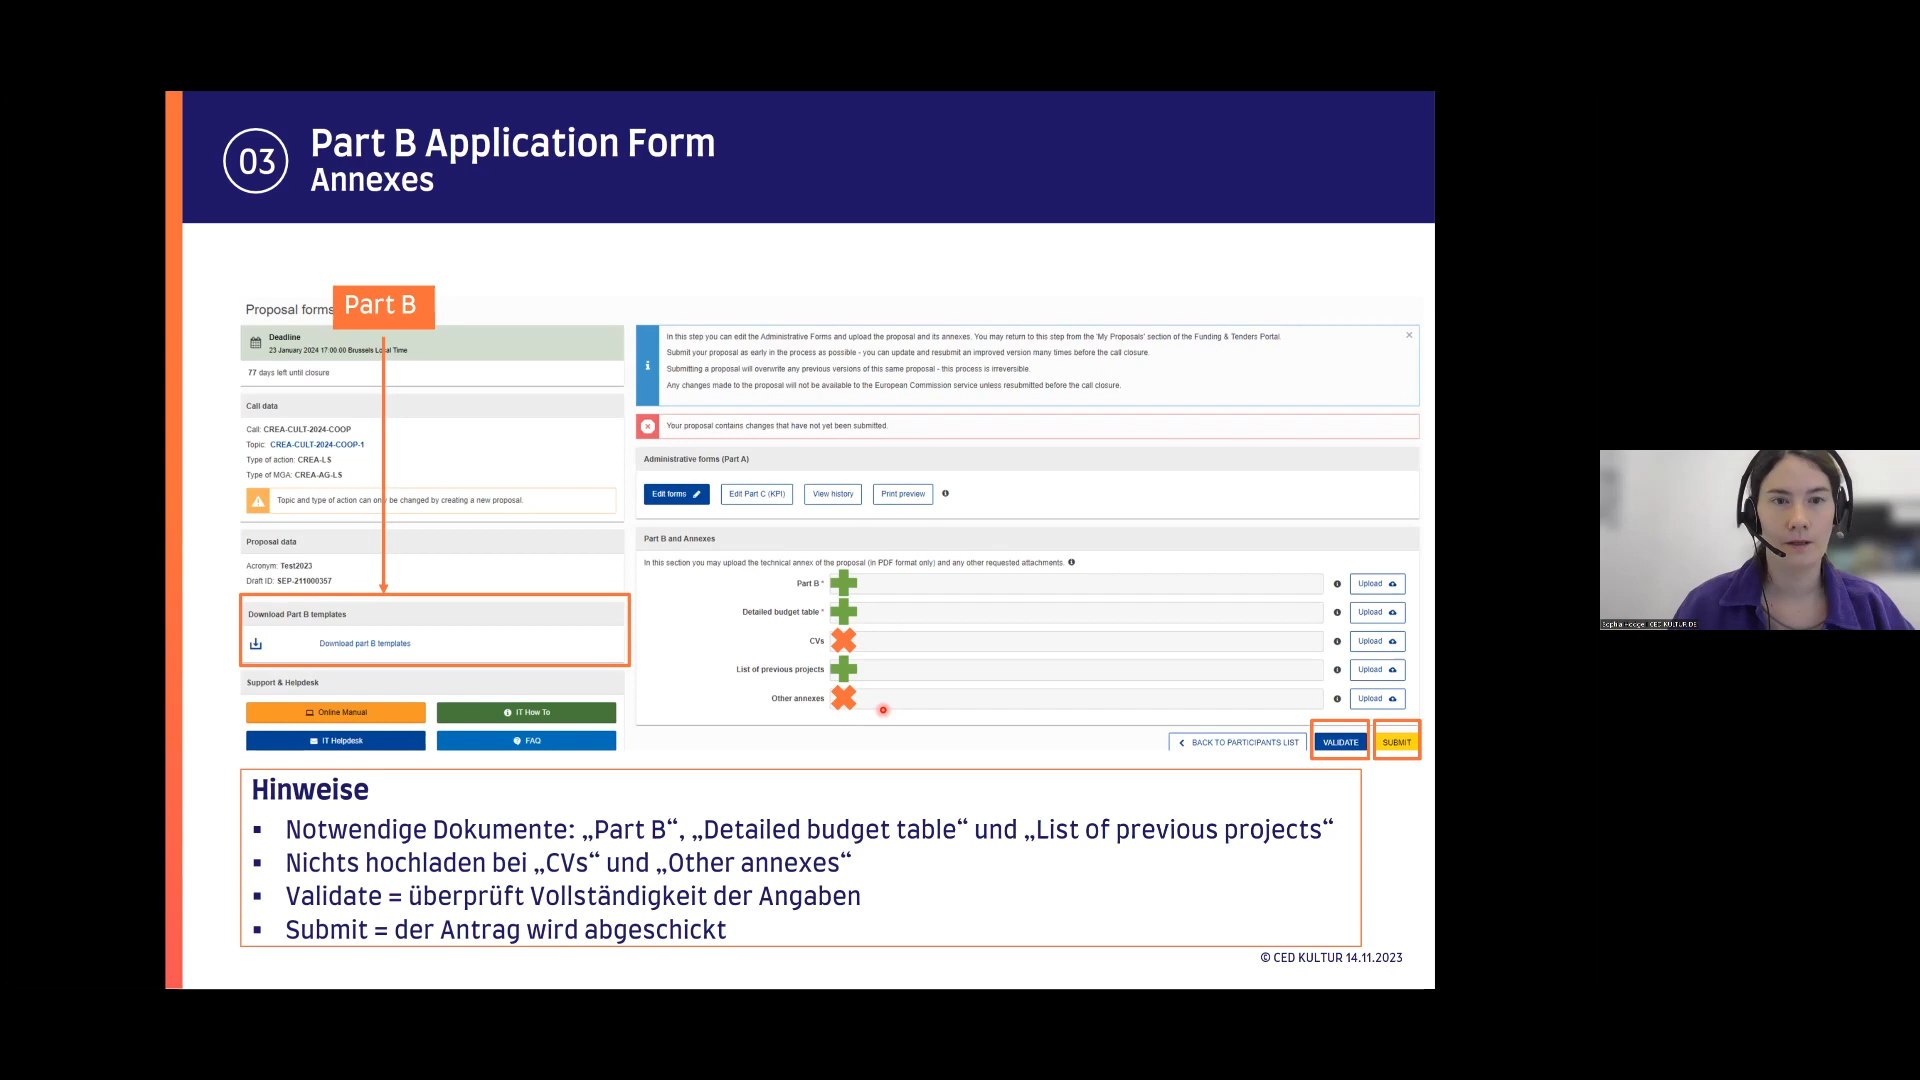 03
Part B Application Form
Annexes
Proposal forms
Part B
Deadline
23 January 2024 17:00:00 Brussels Local Time
77 days left until closure
Call data
Call: CREA-CULT-2024-COOP
Topic: CREA-CULT-2024-COOP-1
Type of action: CREA-LS
Type of MGA: CREA-AG-LS
Topic and type of action can only be changed by creating a new proposal.
Proposal data
Acronym: Test2023
Draft ID: SEP-211000357
Download Part B templates
Download part B templates
Support & Helpdesk
Online Manual
IT How To
IT Helpdesk
FAQ
In this step you can edit the Administrative Forms and upload the proposal and its annexes. You may return to this step from the 'My Proposals' section of the Funding & Tenders Portal.
Submit your proposal as early in the process as possible - you can update and resubmit an improved version many times before the call closure.
Submitting a proposal will overwrite any previous versions of this same proposal - this process is irreversible.
Any changes made to the proposal will not be available to the European Commission service unless resubmitted before the call closure.
Your proposal contains changes that have not yet been submitted.
Administrative forms (Part A)
Edit forms
Edit Part C (KPI)
View history
Print preview
Part B and Annexes
In this section you may upload the technical annex of the proposal (in PDF format only) and any other requested attachments.
Part B *
Upload
Detailed budget table *
Upload
CVs
Upload
List of previous projects
Upload
Other annexes
Upload
BACK TO PARTICIPANTS LIST
VALIDATE
SUBMIT
Hinweise
▪ Notwendige Dokumente: „Part B“, „Detailed budget table“ und „List of previous projects“
▪ Nichts hochladen bei „CVs“ und „Other annexes“
▪ Validate = überprüft Vollständigkeit der Angaben
▪ Submit = der Antrag wird abgeschickt
© CED KULTUR 14.11.2023
CED KULTUR DE